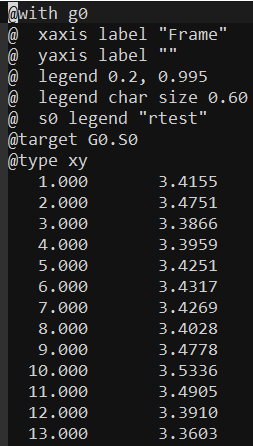 @with g0
@  xaxis label "Frame"
@  yaxis label ""
@  legend 0.2, 0.995
@  legend char size 0.60
@  s0 legend "rtest"
@target G0.S0
@type xy
   1.000       3.4155
   2.000       3.4751
   3.000       3.3866
   4.000       3.3959
   5.000       3.4251
   6.000       3.4317
   7.000       3.4269
   8.000       3.4028
   9.000       3.4778
  10.000       3.5336
  11.000       3.4905
  12.000       3.3910
  13.000       3.3603